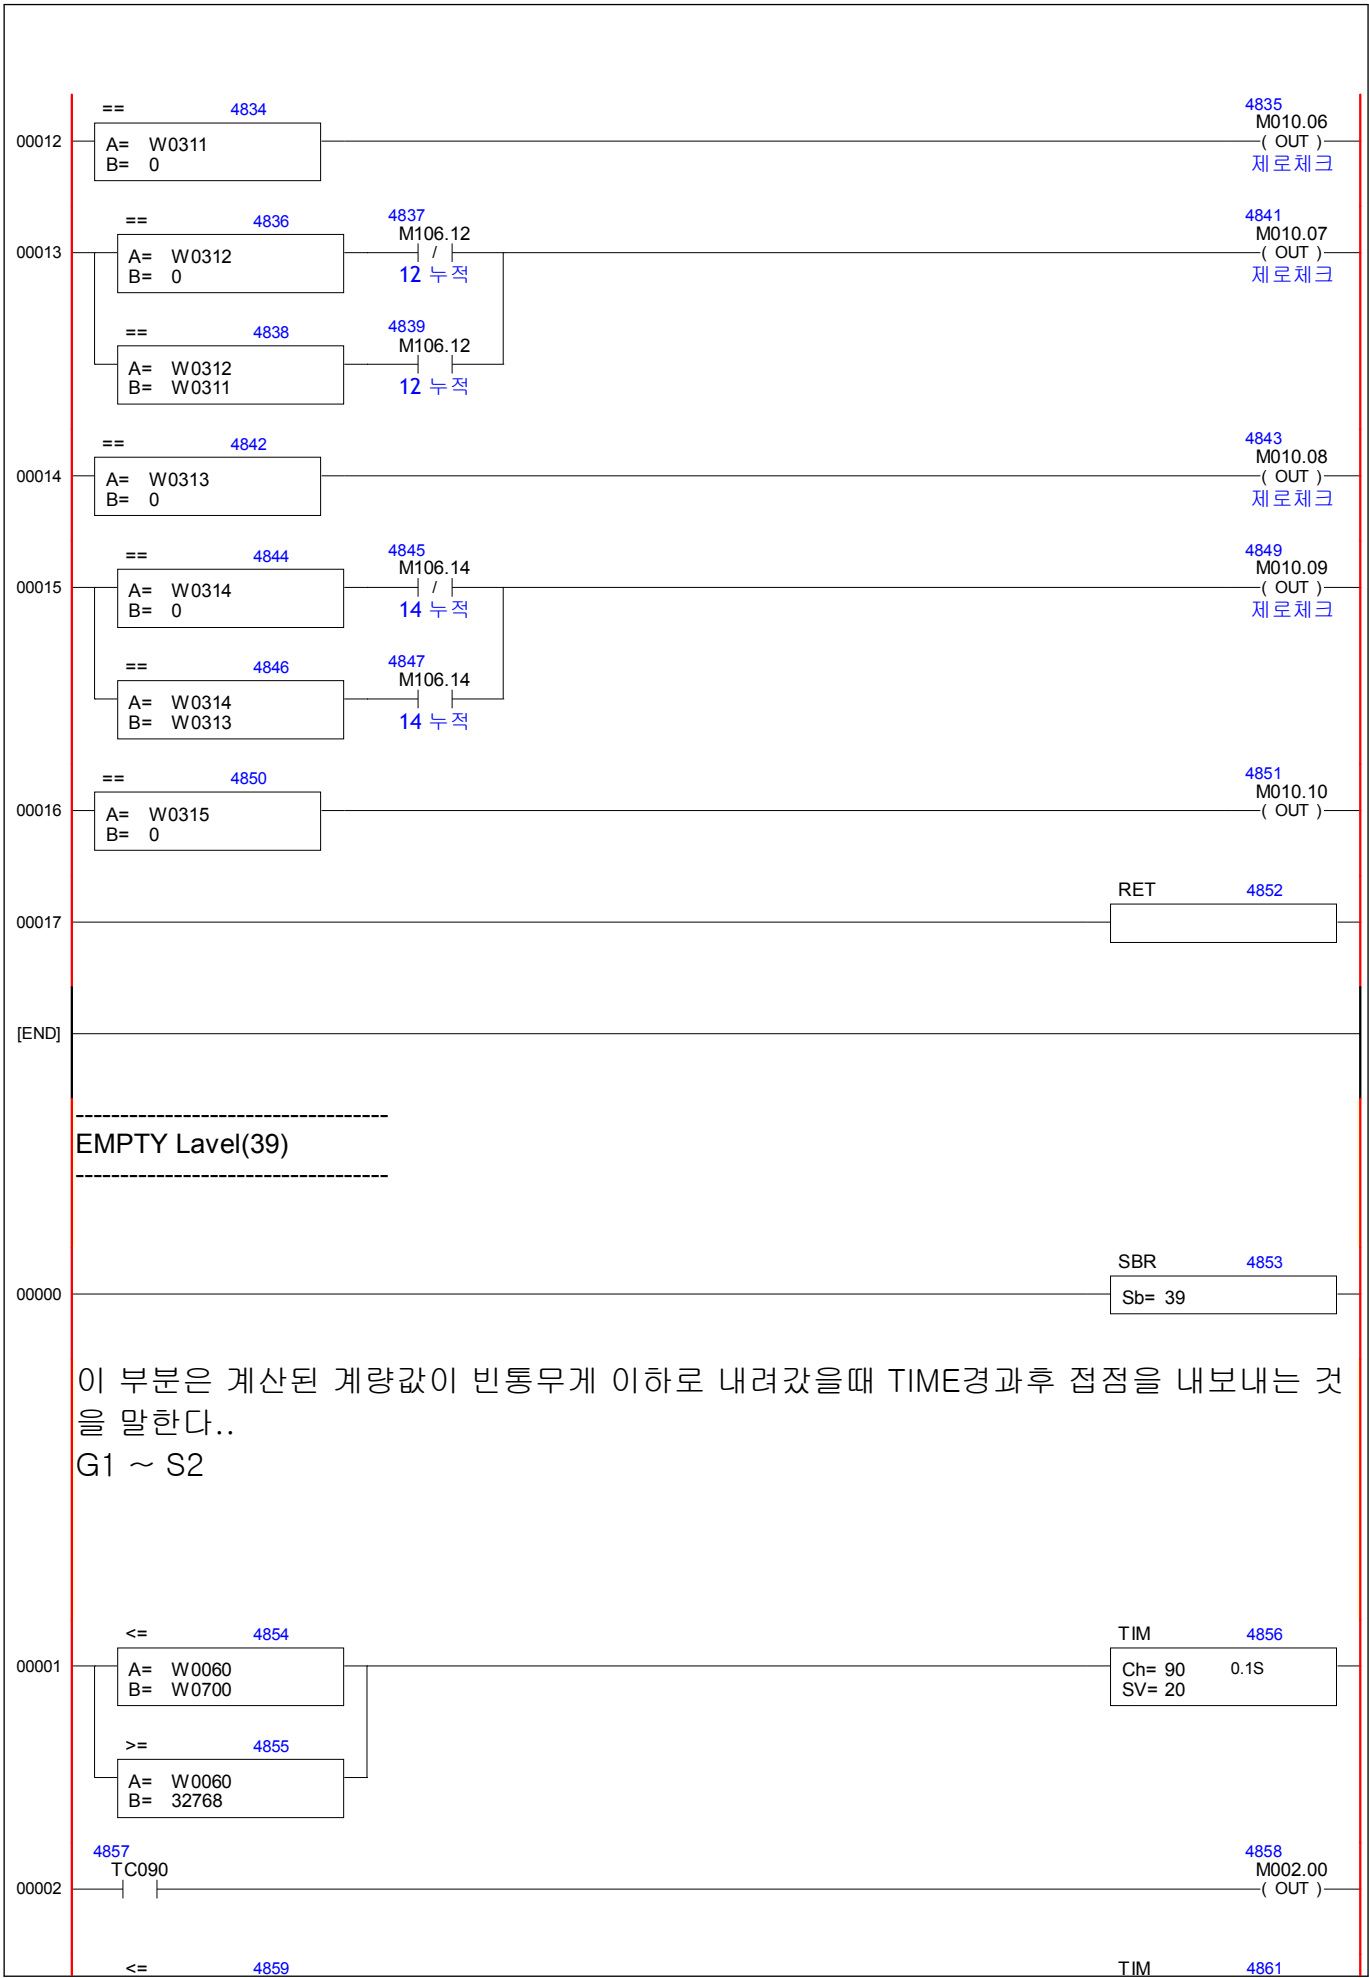 == 4834 4835
M010.06
00012 A= W0311 ( OUT )
B= 0 제로체크
== 4836 4837 4841
M106.12 M010.07
00013 A= W0312 / ( OUT )
B= 0 12 누적 제로체크
== 4838 4839
M106.12
A= W0312
B= W0311 12 누적
== 4842 4843
M010.08
00014 A= W0313 ( OUT )
B= 0 제로체크
== 4844 4845 4849
M106.14 M010.09
00015 A= W0314 / ( OUT )
B= 0 14 누적 제로체크
== 4846 4847
M106.14
A= W0314
B= W0313 14 누적
== 4850 4851
M010.10
00016 A= W0315 ( OUT )
B= 0
RET 4852
00017
[END]
-----------------------------------
EMPTY Lavel(39)
-----------------------------------
SBR 4853
00000 Sb= 39
이 부분은 계산된 계량값이 빈통무게 이하로 내려갔을때 TIME경과후 접점을 내보내는 것
을 말한다..
G1 ~ S2
<= 4854 TIM 4856
00001 A= W0060 Ch= 90 0.1S
B= W0700 SV= 20
>= 4855
A= W0060
B= 32768
4857 4858
TC090 M002.00
00002 ( OUT )
<= 4859 TIM 4861